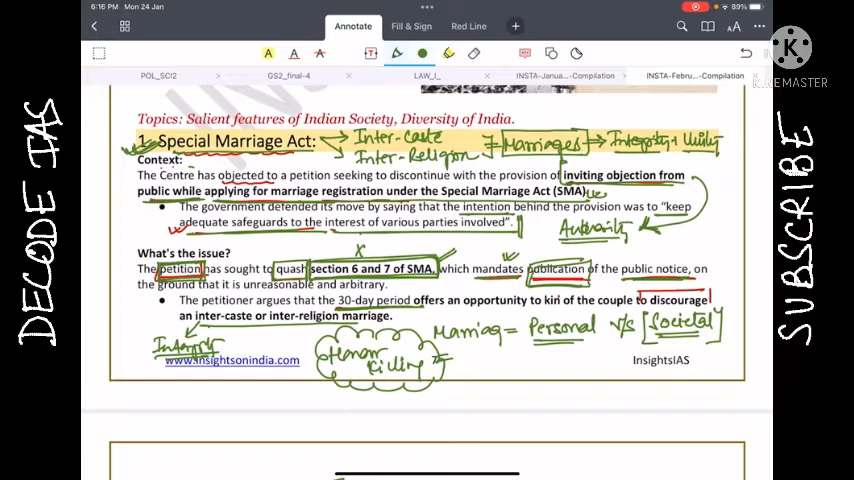 6:16 PM Mon 24 Jan
89%
Annotate Fill & Sign Red Line
POL_SCI2 GS2_final-4 LAW_I_ INSTA-Janua...-Compilation INSTA-Febru...-Compilation
KINEMASTER
DECODE IAS
SUBSCRIBE
Topics: Salient features of Indian Society, Diversity of India.
1. Special Marriage Act: Inter-Caste
Inter-Religion Marriages Integrity + Unity
Context:
The Centre has objected to a petition seeking to discontinue with the provision of inviting objection from
public while applying for marriage registration under the Special Marriage Act (SMA)
• The government defended its move by saying that the intention behind the provision was to “keep
adequate safeguards to the interest of various parties involved”.
Authority
What's the issue? X
The petition has sought to quash section 6 and 7 of SMA, which mandates publication of the public notice, on
the ground that it is unreasonable and arbitrary.
• The petitioner argues that the 30-day period offers an opportunity to kin of the couple to discourage
an inter-caste or inter-religion marriage.
Marriag = Personal v/s [Societal]
Integrity
Honour Killing
www.insightsonindia.com InsightsIAS